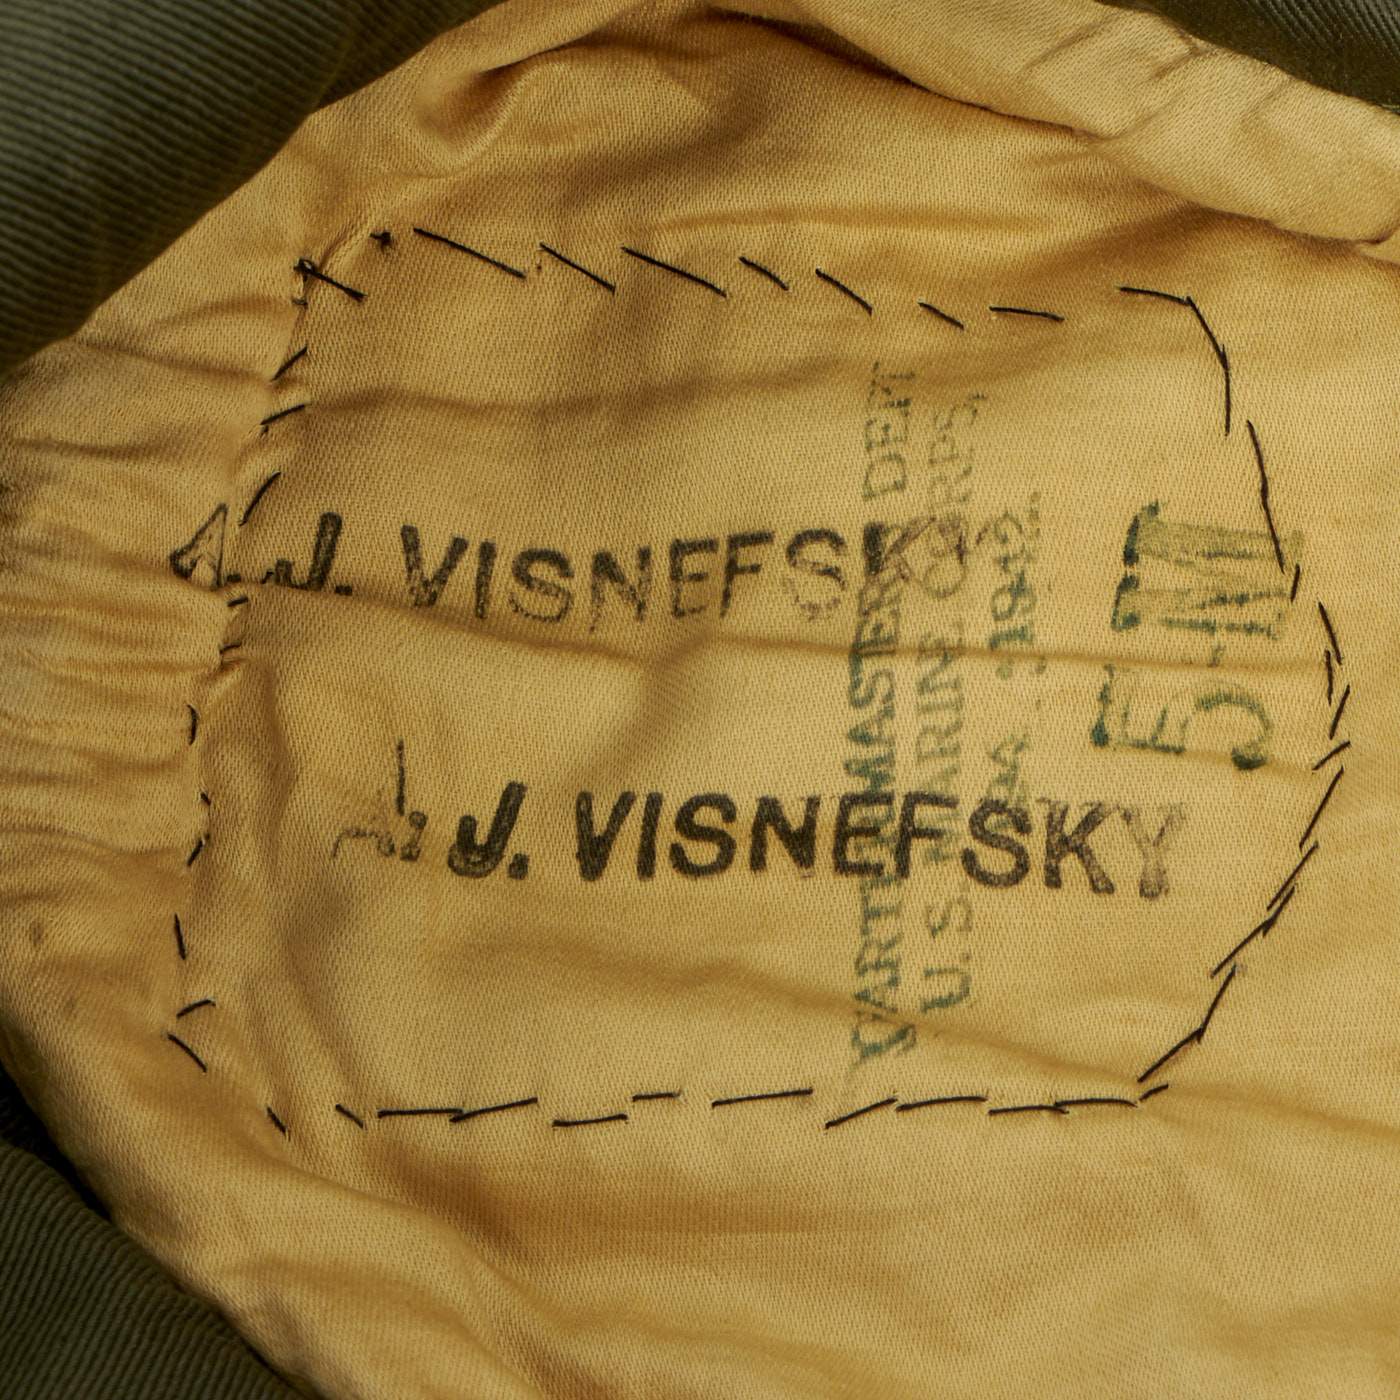 A. J. VISNEFSKY
A. J. VISNEFSKY
QUARTERMASTER DEPT
U.S. MARINE CORPS,
1942
5-M
E